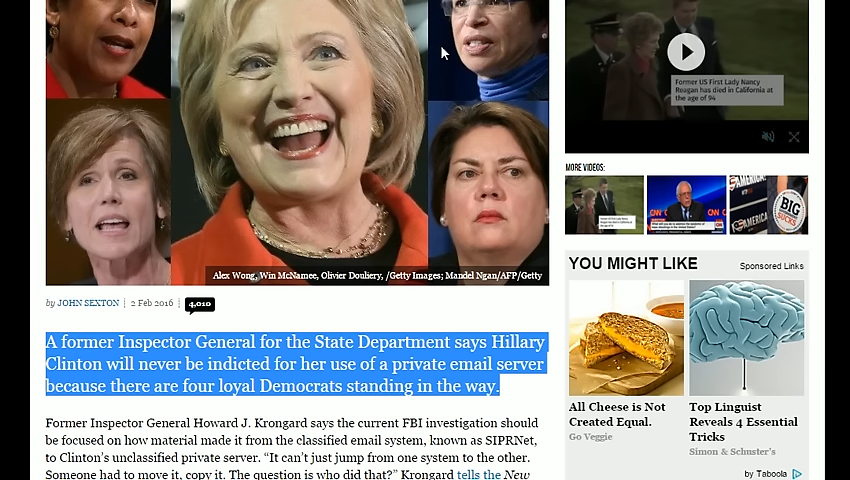 Alex Wong, Win McNamee, Olivier Douliery, /Getty Images; Mandel Ngan/AFP/Getty
by JOHN SEXTON | 2 Feb 2016 | 4,010
A former Inspector General for the State Department says Hillary
Clinton will never be indicted for her use of a private email server
because there are four loyal Democrats standing in the way.
Former Inspector General Howard J. Krongard says the current FBI investigation should
be focused on how material made it from the classified email system, known as SIPRNet,
to Clinton's unclassified private server. “It can't just jump from one system to the other.
Someone had to move it, copy it. The question is who did that?” Krongard tells the New
Former US First Lady Nancy
Reagan has died in California at
the age of 94
MORE VIDEOS:
CNN
AMERICA
BIG
SUCKS
YOU MIGHT LIKE
Sponsored Links
All Cheese is Not
Created Equal.
Go Veggie
Top Linguist
Reveals 4 Essential
Tricks
Simon & Schuster's
by Taboola